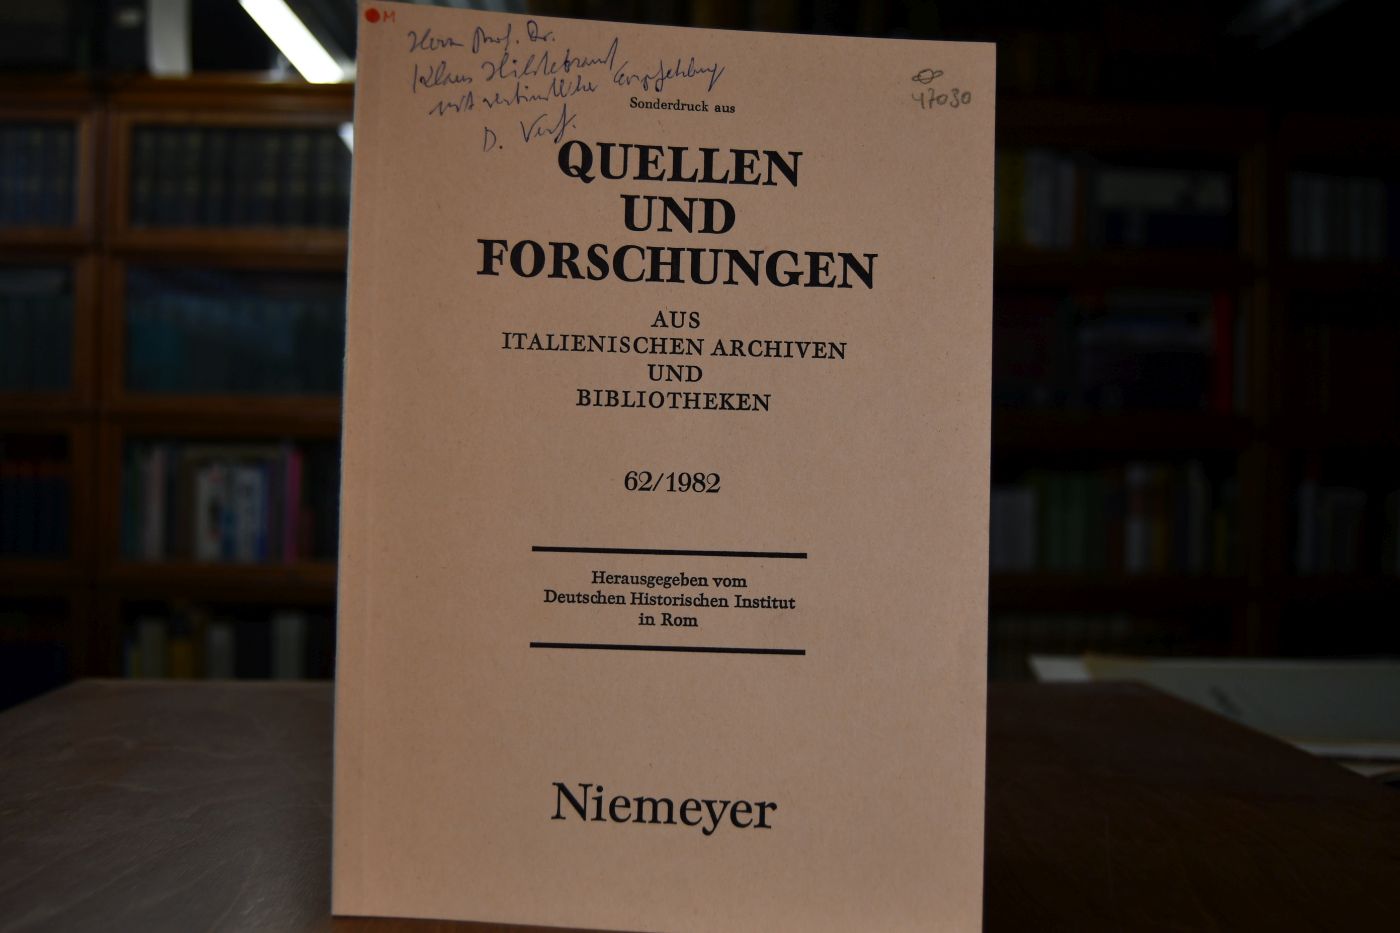 M
Herrn Prof. Dr.
Klaus Hildebrand
mit verbindlicher Empfehlung
D. Verf.
47030
Sonderdruck aus
QUELLEN
UND
FORSCHUNGEN
AUS
ITALIENISCHEN ARCHIVEN
UND
BIBLIOTHEKEN
62/1982
Herausgegeben vom
Deutschen Historischen Institut
in Rom
Niemeyer